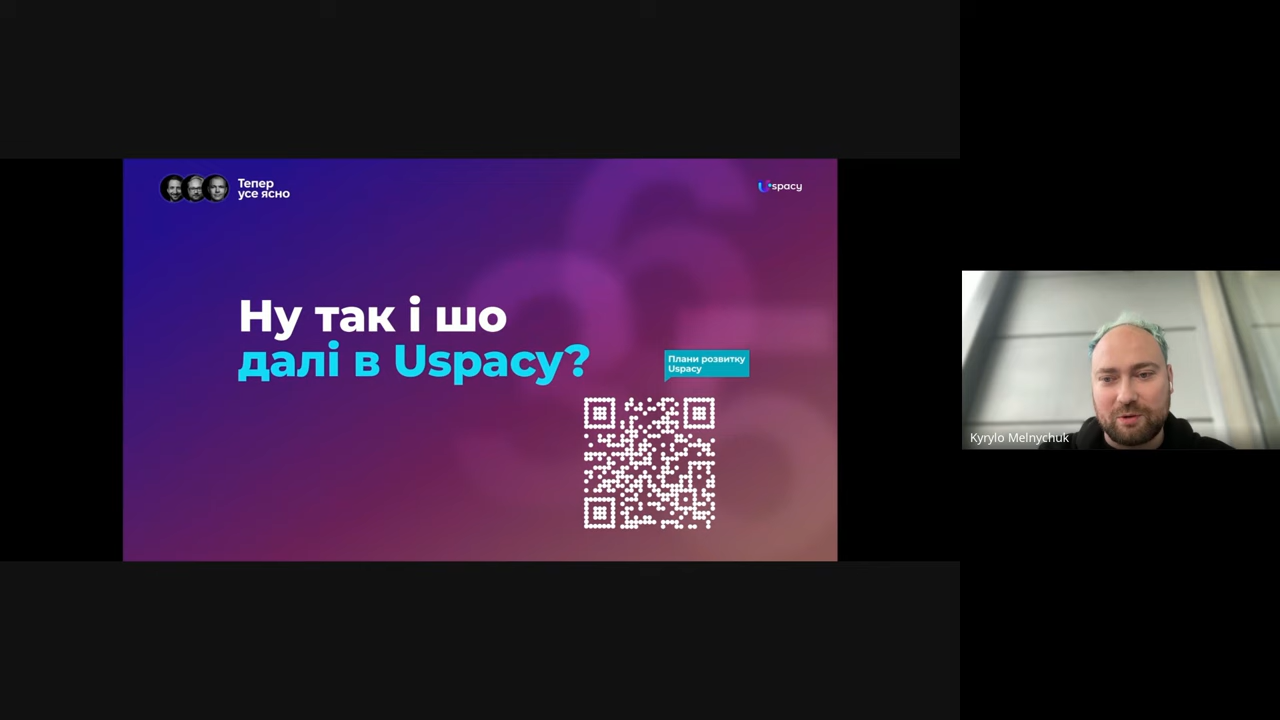 Тепер
усе ясно
Uspacy
Ну так і шо
далі в Uspacy?
Плани розвитку
Uspacy
Kyrylo Melnychuk